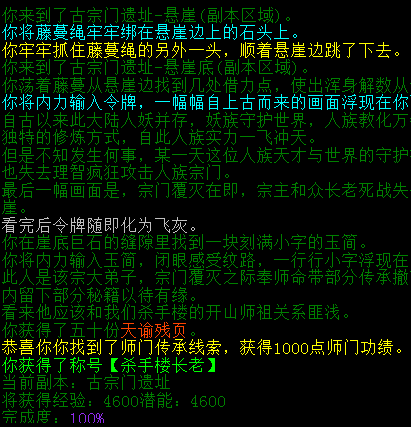 你来到了古宗门遗址-悬崖(副本区域)。
你将藤蔓绳牢牢绑在悬崖边上的石头上。
你牢牢抓住藤蔓绳的另外一头，顺着悬崖边跳了下去。
你来到了古宗门遗址-悬崖底(副本区域)。
你荡着藤蔓从悬崖边找到几处借力点，使出浑身解数从
你将内力输入令牌，一幅幅自上古而来的画面浮现在你
自古以来此大陆人妖并存，妖族守护世界，人族教化万
独特的修炼方式，自此人族实力一飞冲天。
但是不知发生何事，某一天这位人族天才与世界的守护
也失去理智疯狂攻击人族宗门。
最后一幅画面是，宗门覆灭在即，宗主和众长老死战失
崖。
看完后令牌随即化为飞灰。
你在崖底巨石的缝隙里找到一块刻满小字的玉简。
你将内力输入玉简，闭眼感受纹路，一行行小字浮现在
此人是该宗大弟子，宗门覆灭之际奉师命带部分传承撤
内留下部分秘籍以待有缘。
看来他应该和我们杀手楼的开山师祖关系匪浅。
你获得了五十份天谕残页。
恭喜你你找到了师门传承线索，获得1000点师门功绩。
你获得了称号【杀手楼长老】
当前副本：古宗门遗址
将获得经验：4600潜能：4600
完成度：100%